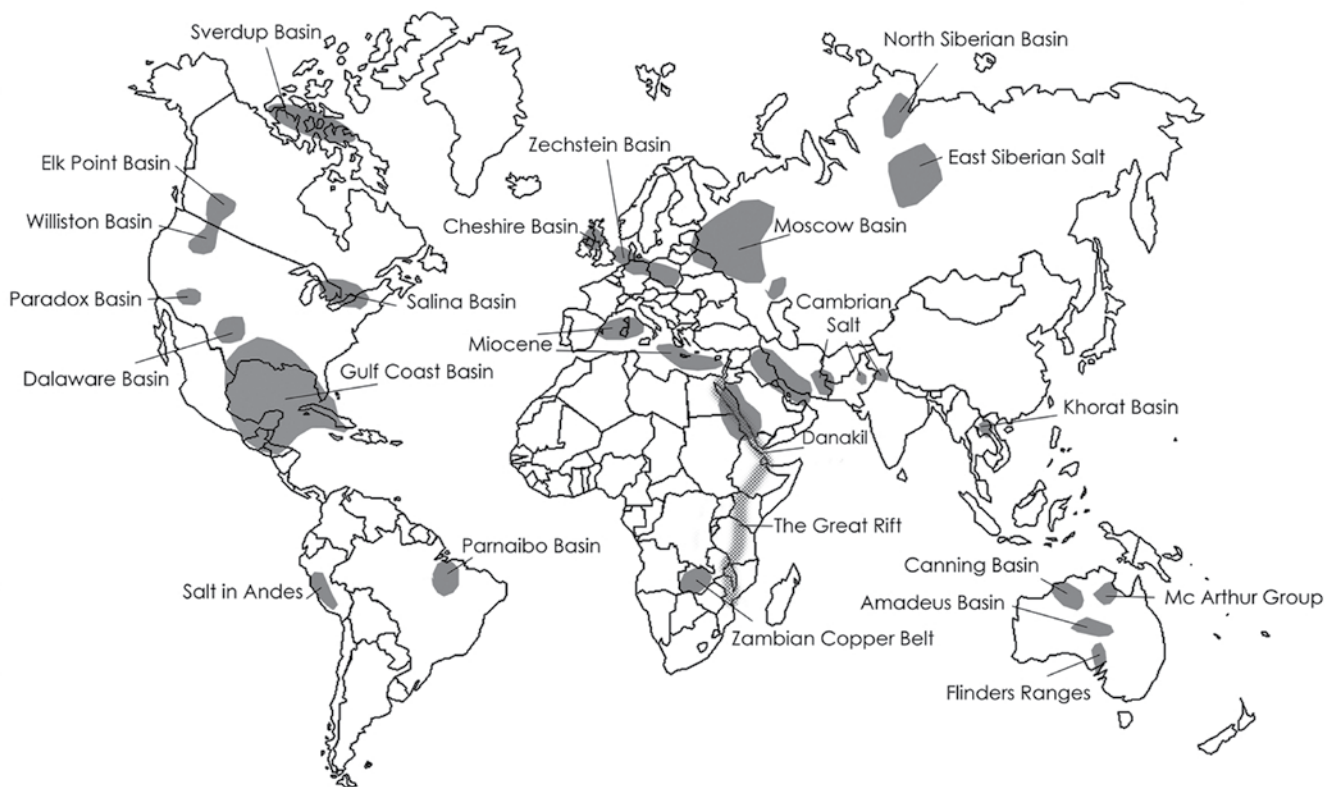 Sverdup Basin
North Siberian Basin
Zechstein Basin
Elk Point Basin
East Siberian Salt
Williston Basin
Cheshire Basin
Moscow Basin
Paradox Basin
Salina Basin
Cambrian
Salt
Miocene
Dalaware Basin
Gulf Coast Basin
Khorat Basin
Danakil
The Great Rift
Parnaibo Basin
Salt in Andes
Canning Basin
Amadeus Basin
Mc Arthur Group
Zambian Copper Belt
Flinders Ranges